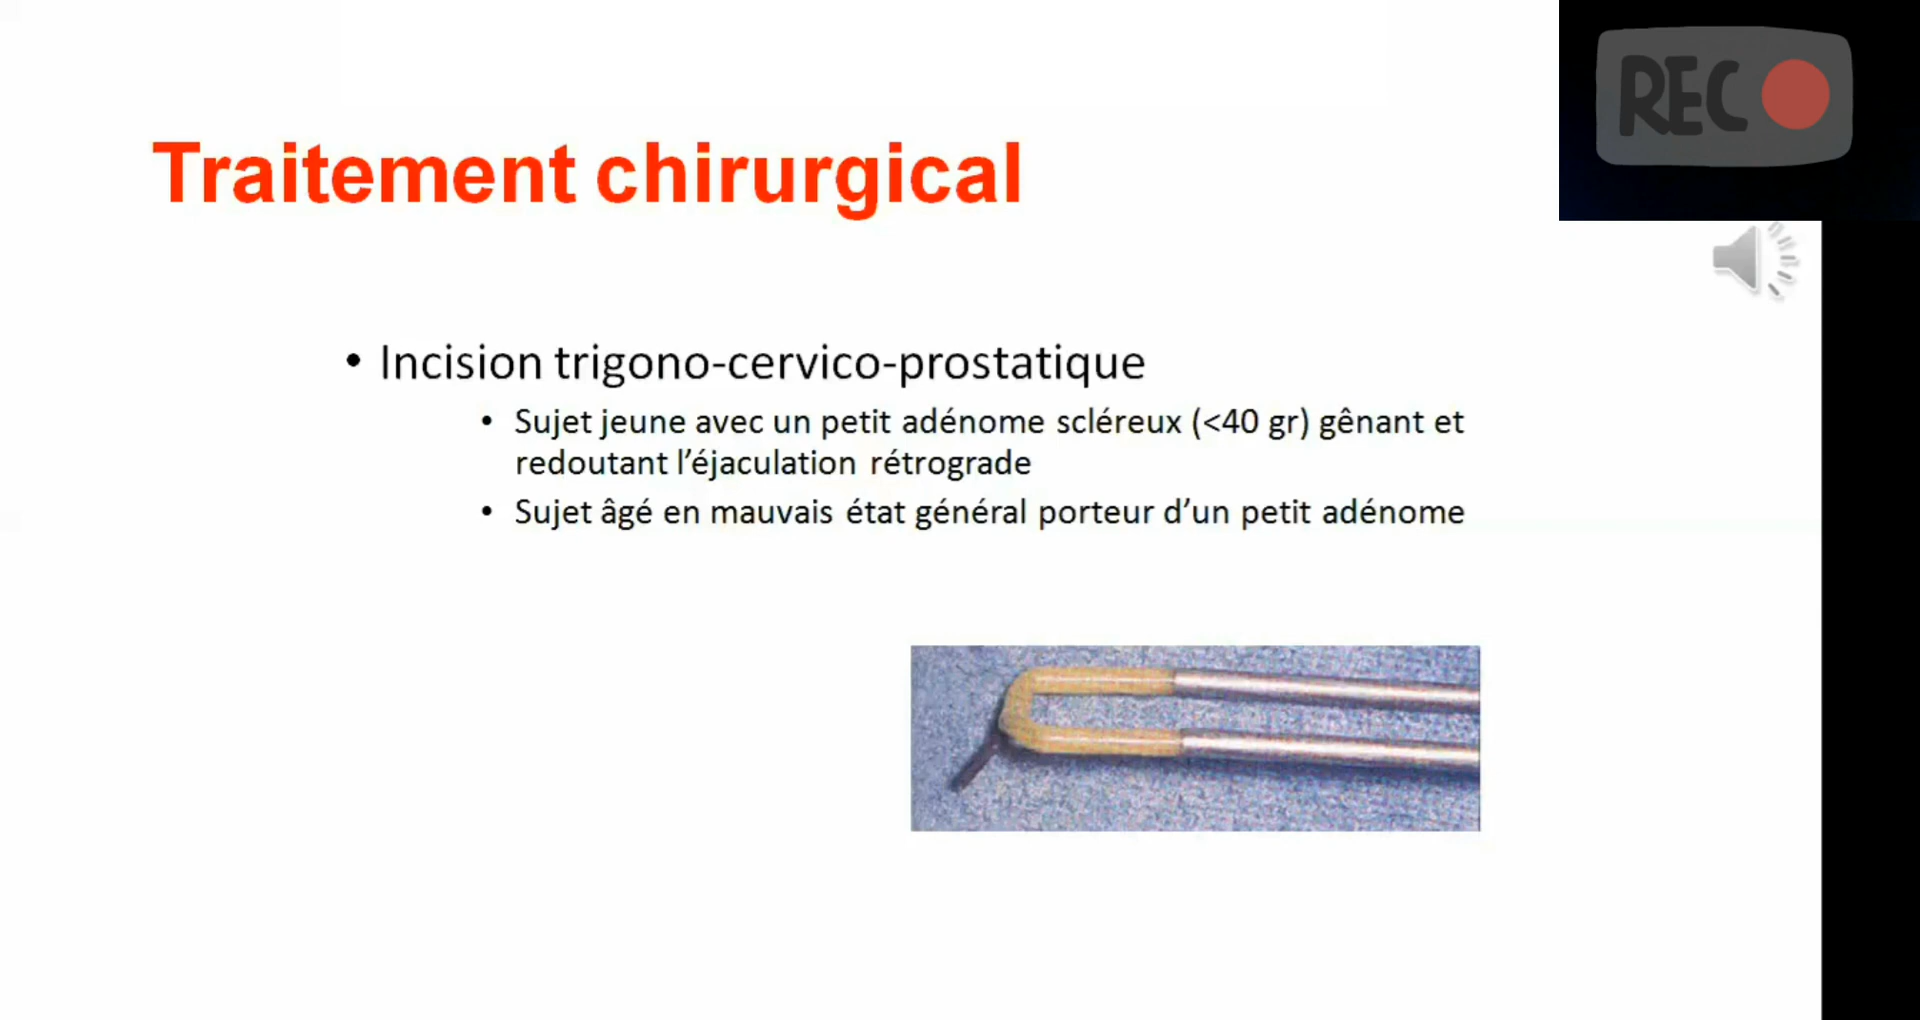 REC
Traitement chirurgical
• Incision trigono-cervico-prostatique
• Sujet jeune avec un petit adénome scléreux (<40 gr) gênant et
redoutant l’éjaculation rétrograde
• Sujet âgé en mauvais état général porteur d’un petit adénome